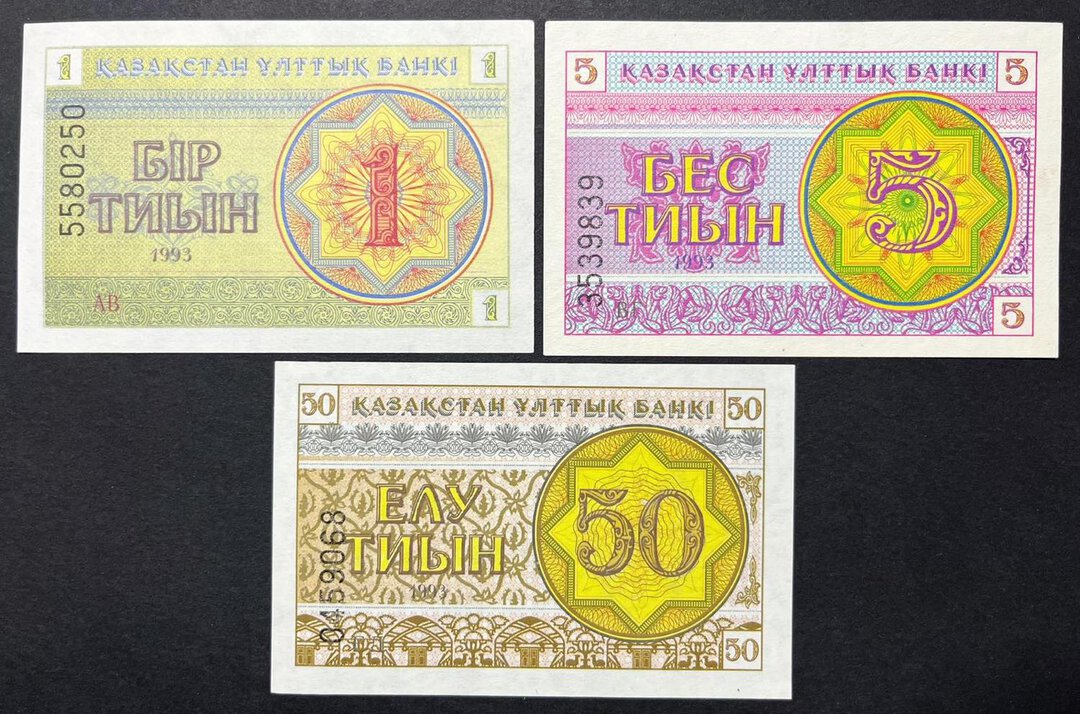 1 ҚАЗАҚСТАН ҰЛТТЫҚ БАНКІ 1
5580250
БІР
ТИЫН
1993
1
АВ
1
5 ҚАЗАҚСТАН ҰЛТТЫҚ БАНКІ 5
3539839
БЕС
ТИЫН
1993
5
5
50 ҚАЗАҚСТАН ҰЛТТЫҚ БАНКІ 50
0459068
ЕЛУ
ТИЫН
1993
50
50